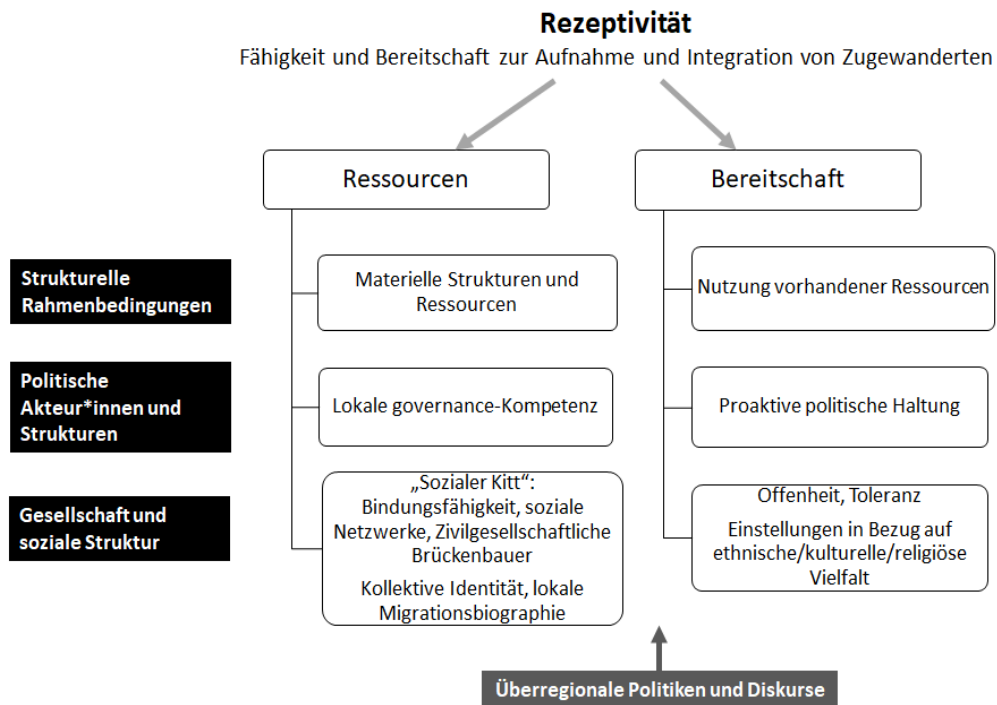 Rezeptivität
Fähigkeit und Bereitschaft zur Aufnahme und Integration von Zugewanderten
Ressourcen
Bereitschaft
Strukturelle
Rahmenbedingungen
Materielle Strukturen und
Ressourcen
Nutzung vorhandener Ressourcen
Politische
Akteur*innen und
Strukturen
Lokale governance-Kompetenz
Proaktive politische Haltung
Gesellschaft und
soziale Struktur
„Sozialer Kitt“:
Bindungsfähigkeit, soziale
Netzwerke, Zivilgesellschaftliche
Brückenbauer
Kollektive Identität, lokale
Migrationsbiographie
Offenheit, Toleranz
Einstellungen in Bezug auf
ethnische/kulturelle/religiöse
Vielfalt
Überregionale Politiken und Diskurse